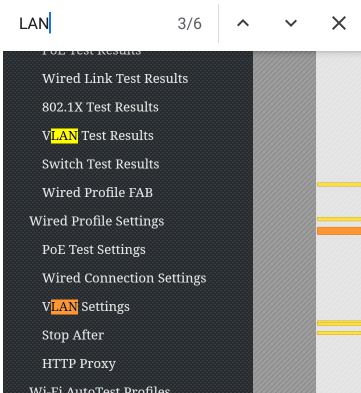 LAN
3/6
PoE Test Results
Wired Link Test Results
802.1X Test Results
VLAN Test Results
Switch Test Results
Wired Profile FAB
Wired Profile Settings
PoE Test Settings
Wired Connection Settings
VLAN Settings
Stop After
HTTP Proxy
Wi-Fi AutoTest Profiles